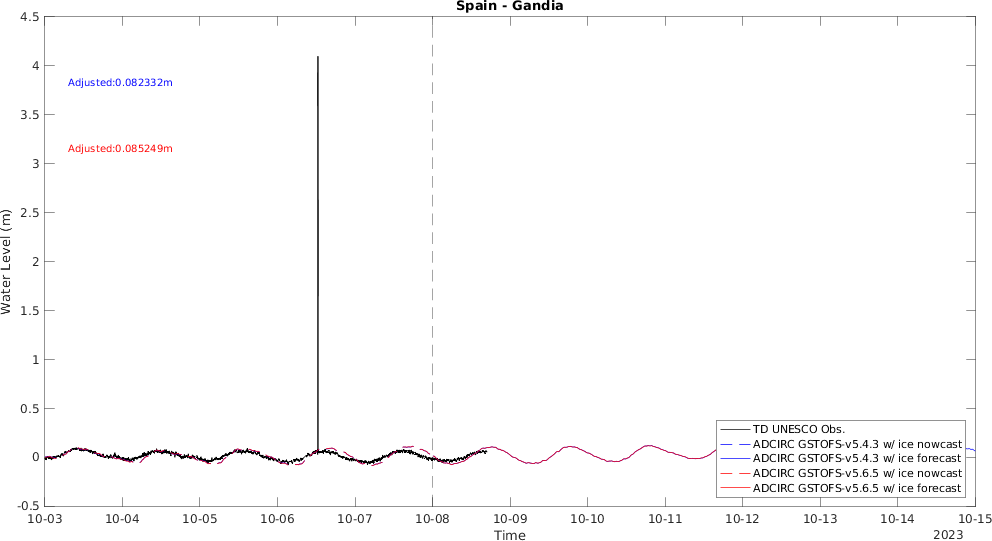 Spain - Gandia
4.5
4
3.5
3
2.5
2
1.5
1
0.5
0
-0.5
Water Level (m)
Adjusted:0.082332m
Adjusted:0.085249m
TD UNESCO Obs.
ADCIRC GSTOFS-v5.4.3 w/ ice nowcast
ADCIRC GSTOFS-v5.4.3 w/ ice forecast
ADCIRC GSTOFS-v5.6.5 w/ ice nowcast
ADCIRC GSTOFS-v5.6.5 w/ ice forecast
10-03 10-04 10-05 10-06 10-07 10-08 10-09 10-10 10-11 10-12 10-13 10-14 10-15
Time
2023